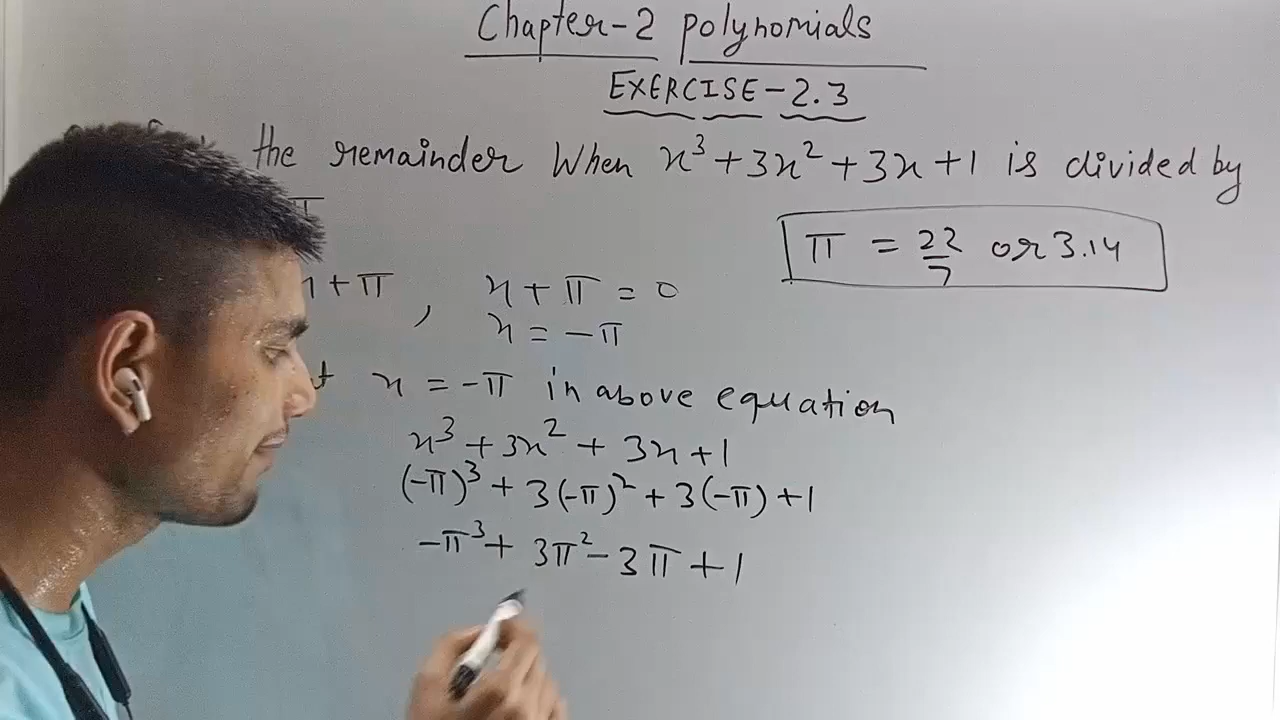 Chapter-2 polynomials
EXERCISE-2.3
the remainder When x³+3x²+3x+1 is divided by
π
π = 22/7 or 3.14
+π, x+π=0
x=-π
x=-π in above equation
x³+3x²+3x+1
(-π)³+3(-π)²+3(-π)+1
-π³+3π²-3π+1